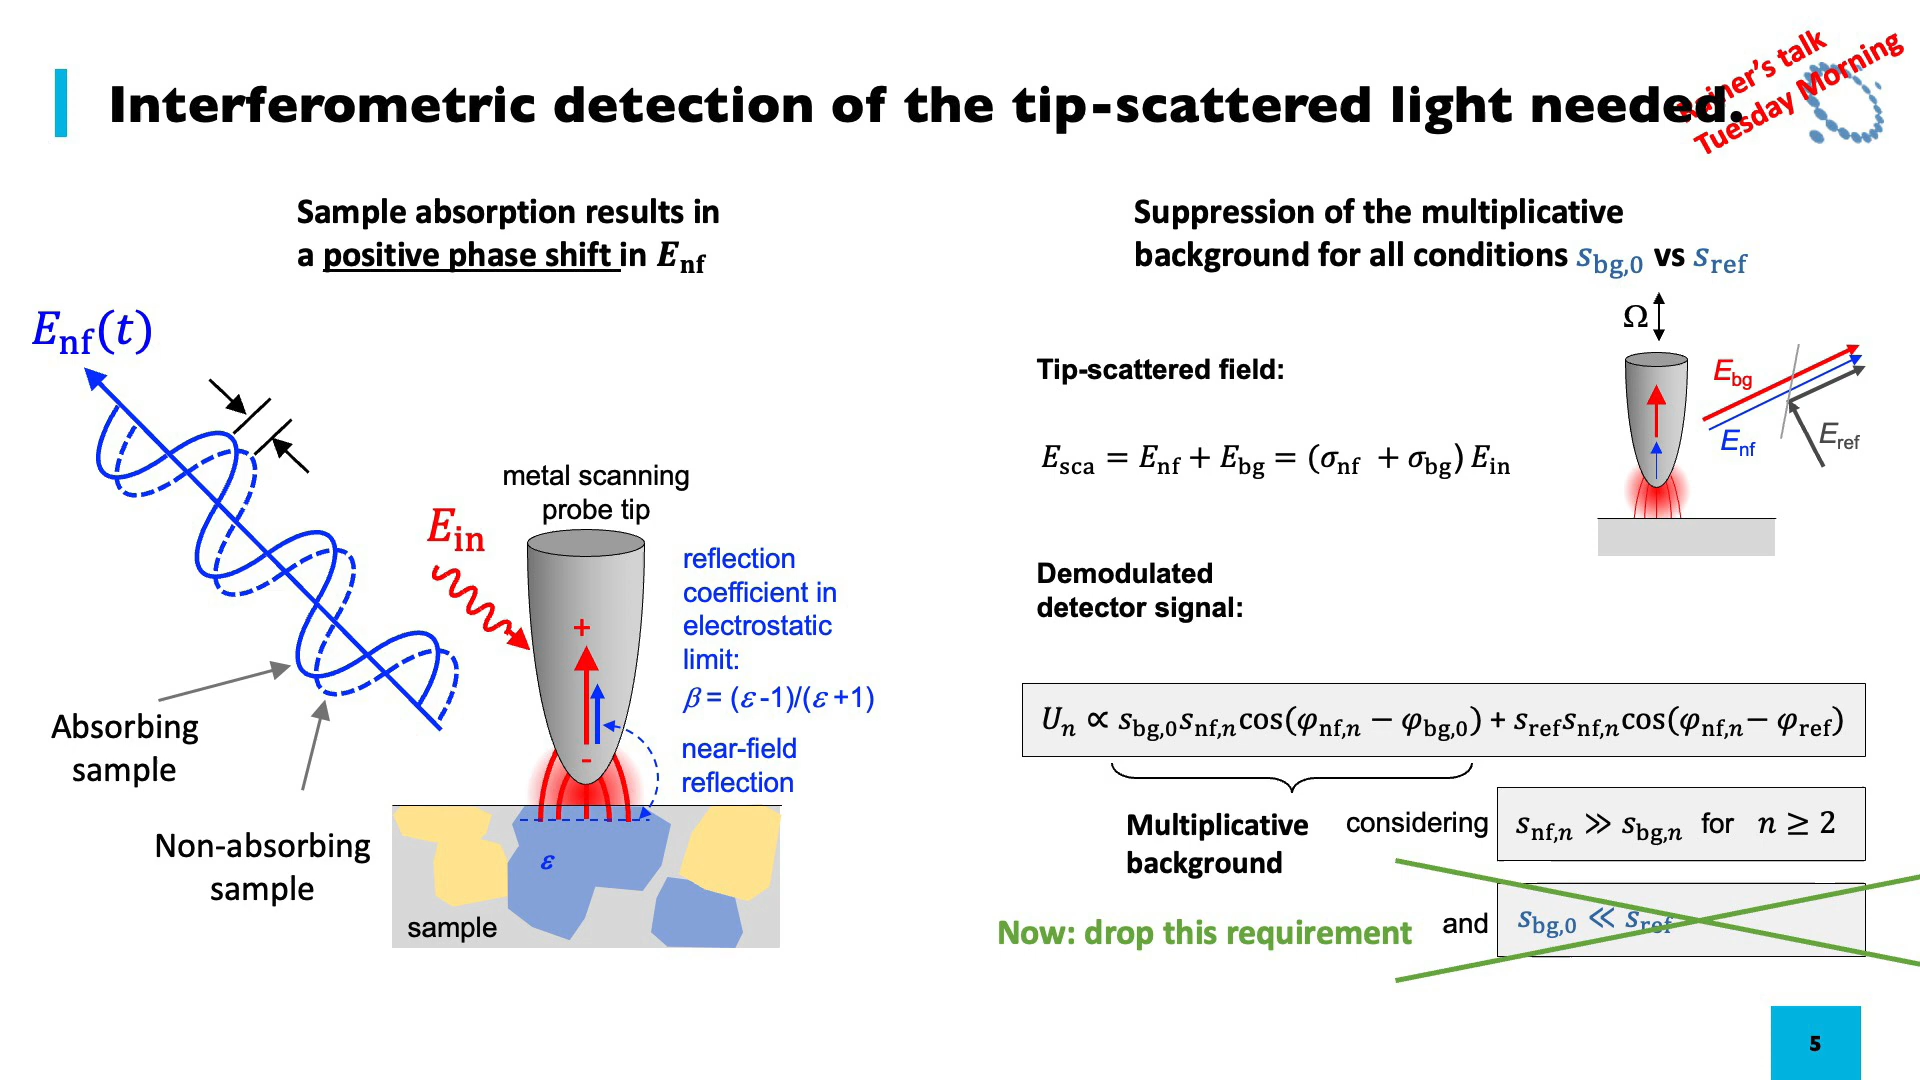 Interferometric detection of the tip-scattered light needed.
Tuesday Morning
talk
Sample absorption results in
a positive phase shift in Enf
Enf(t)
Absorbing
sample
Non-absorbing
sample
Ein
metal scanning
probe tip
+
-
reflection
coefficient in
electrostatic
limit:
β = (ε -1)/(ε +1)
near-field
reflection
ε
sample
Suppression of the multiplicative
background for all conditions sbg,0 vs sref
Ω
Ebg
Enf
Eref
Tip-scattered field:
Esca = Enf + Ebg = (σnf + σbg) Ein
Demodulated
detector signal:
Un ∝ sbg,0snf,ncos(φnf,n − φbg,0) + srefsnf,ncos(φnf,n − φref)
Multiplicative
background
considering
snf,n ≫ sbg,n for n ≥ 2
Now: drop this requirement
and
sbg,0 ≪ sref
5